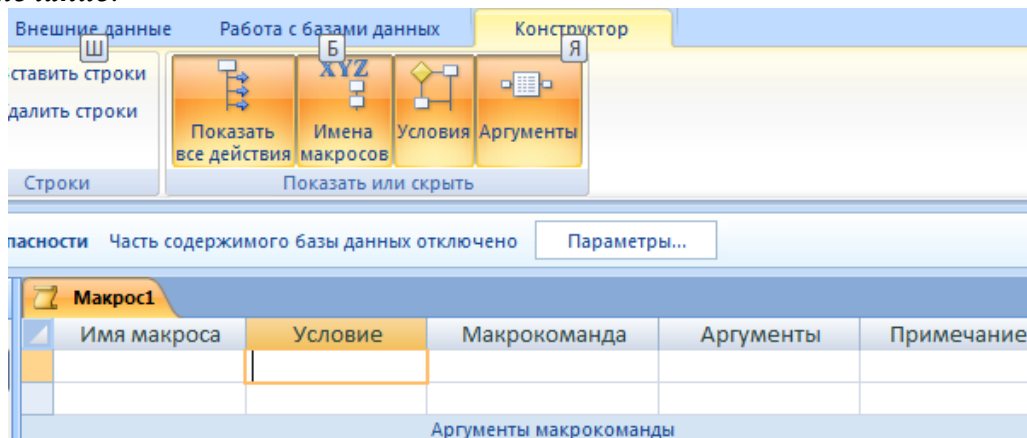 Внешние данные Работа с базами данных Конструктор
Ш Б Я
ставить строки
далить строки
XYZ
Показать все действия
Имена макросов
Условия
Аргументы
Строки
Показать или скрыть
Часть содержимого базы данных отключено Параметры...
Макрос1
Имя макроса Условие Макрокоманда Аргументы Примечание
Аргументы макрокоманды